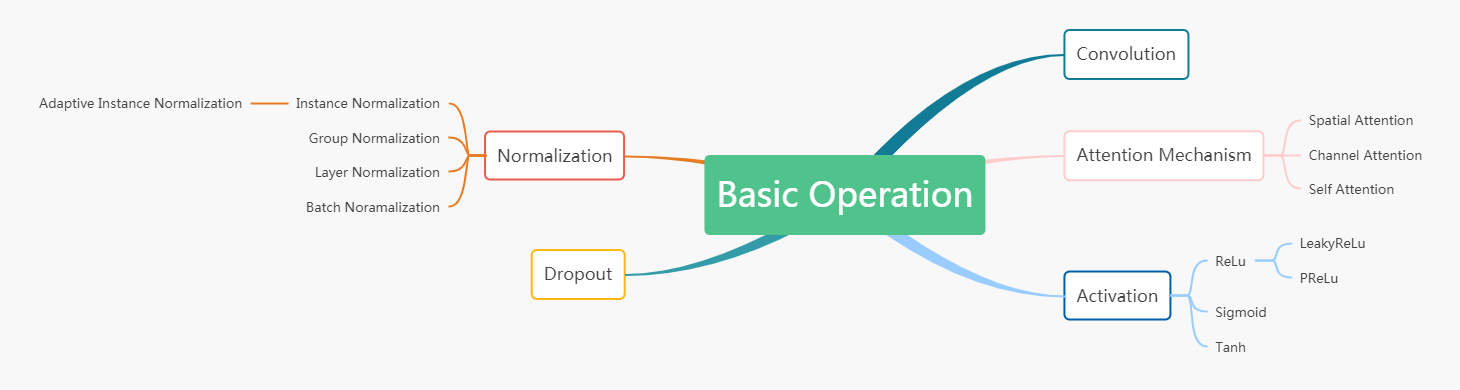 Basic Operation
Convolution
Attention Mechanism
Spatial Attention
Channel Attention
Self Attention
Activation
ReLu
LeakyReLu
PReLu
Sigmoid
Tanh
Normalization
Instance Normalization
Adaptive Instance Normalization
Group Normalization
Layer Normalization
Batch Noramalization
Dropout